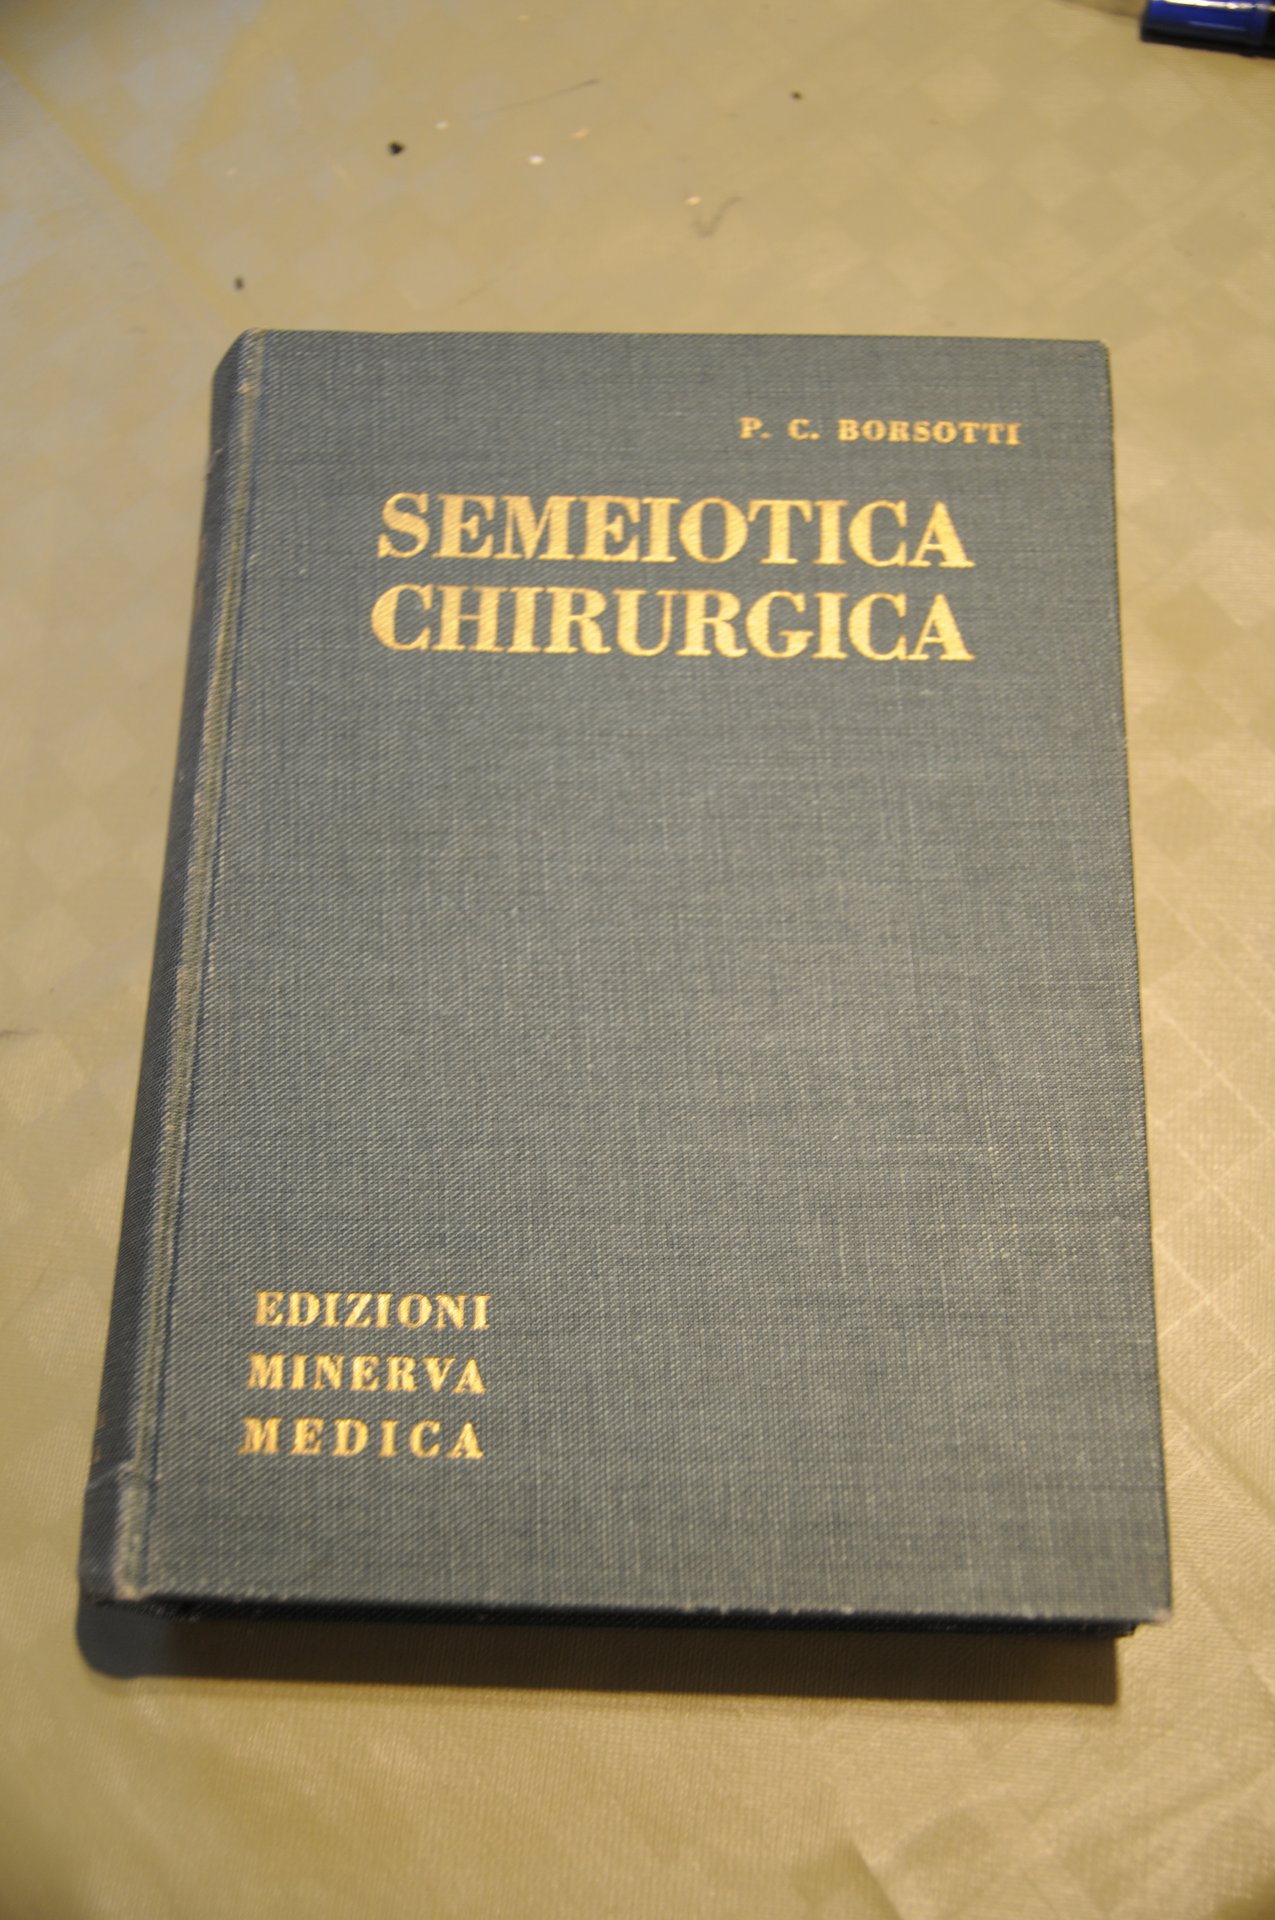 P. C. BORSOTTI
SEMEIOTICA
CHIRURGICA
EDIZIONI
MINERVA
MEDICA